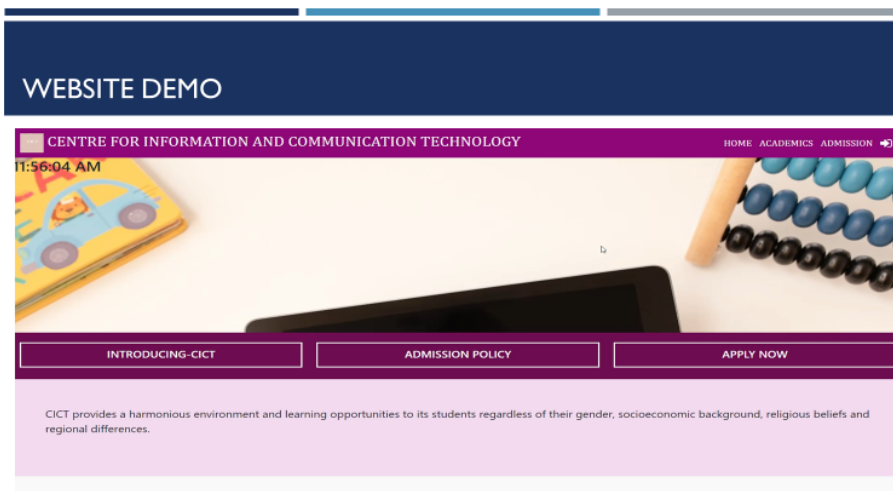 WEBSITE DEMO
CENTRE FOR INFORMATION AND COMMUNICATION TECHNOLOGY
HOME ACADEMICS ADMISSION
11:56:04 AM
INTRODUCING-CICT
ADMISSION POLICY
APPLY NOW
CICT provides a harmonious environment and learning opportunities to its students regardless of their gender, socioeconomic background, religious beliefs and
regional differences.